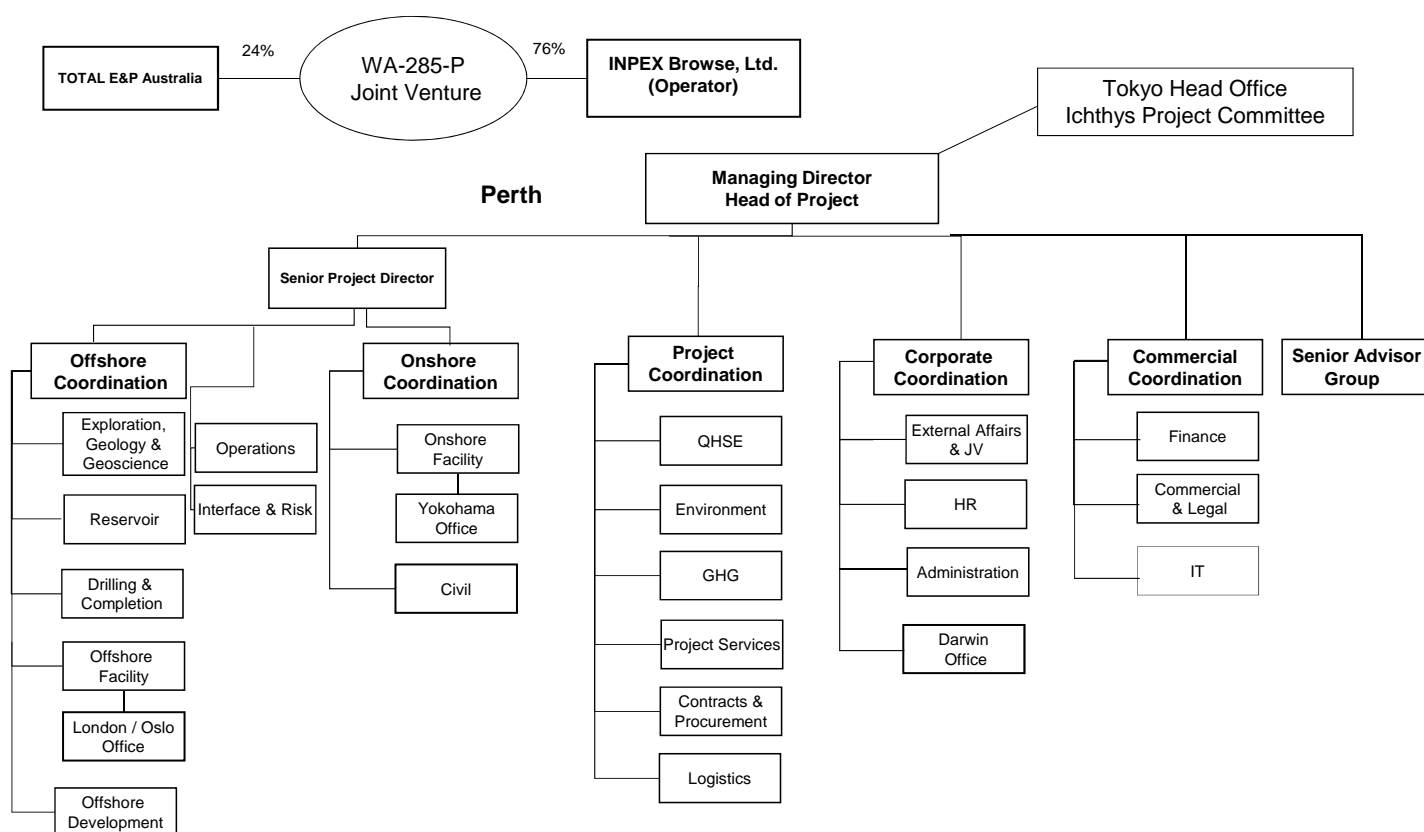 TOTAL E&P Australia
24%
WA-285-P
Joint Venture
76%
INPEX Browse, Ltd.
(Operator)
Tokyo Head Office
Ichthys Project Committee
Perth
Managing Director
Head of Project
Senior Project Director
Offshore
Coordination
Exploration,
Geology &
Geoscience
Reservoir
Drilling &
Completion
Offshore
Facility
London / Oslo
Office
Offshore
Development
Operations
Interface & Risk
Onshore
Coordination
Onshore
Facility
Yokohama
Office
Civil
Project
Coordination
QHSE
Environment
GHG
Project Services
Contracts &
Procurement
Logistics
Corporate
Coordination
External Affairs
& JV
HR
Administration
Darwin
Office
Commercial
Coordination
Finance
Commercial
& Legal
IT
Senior Advisor
Group